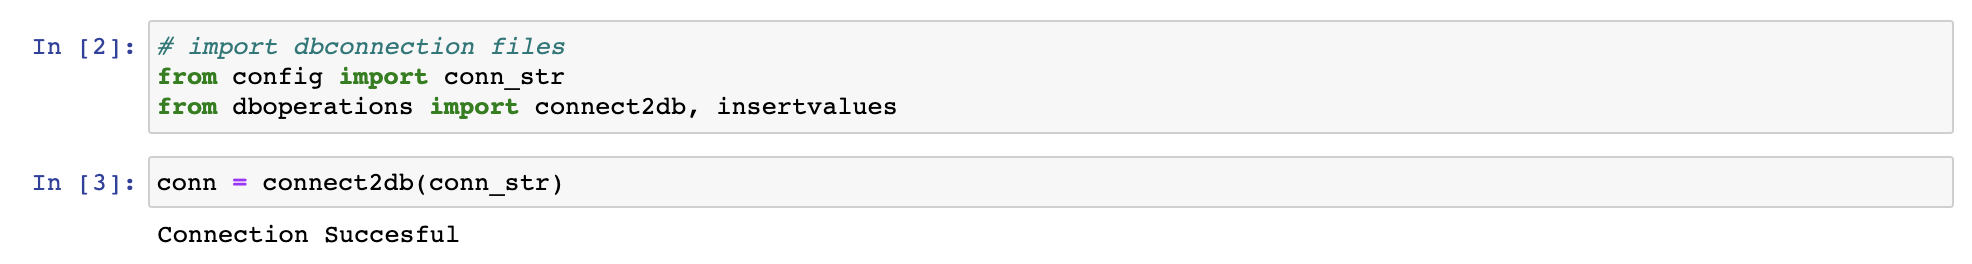 In [2]:
# import dbconnection files
from config import conn_str
from dboperations import connect2db, insertvalues
In [3]:
conn = connect2db(conn_str)
Connection Succesful